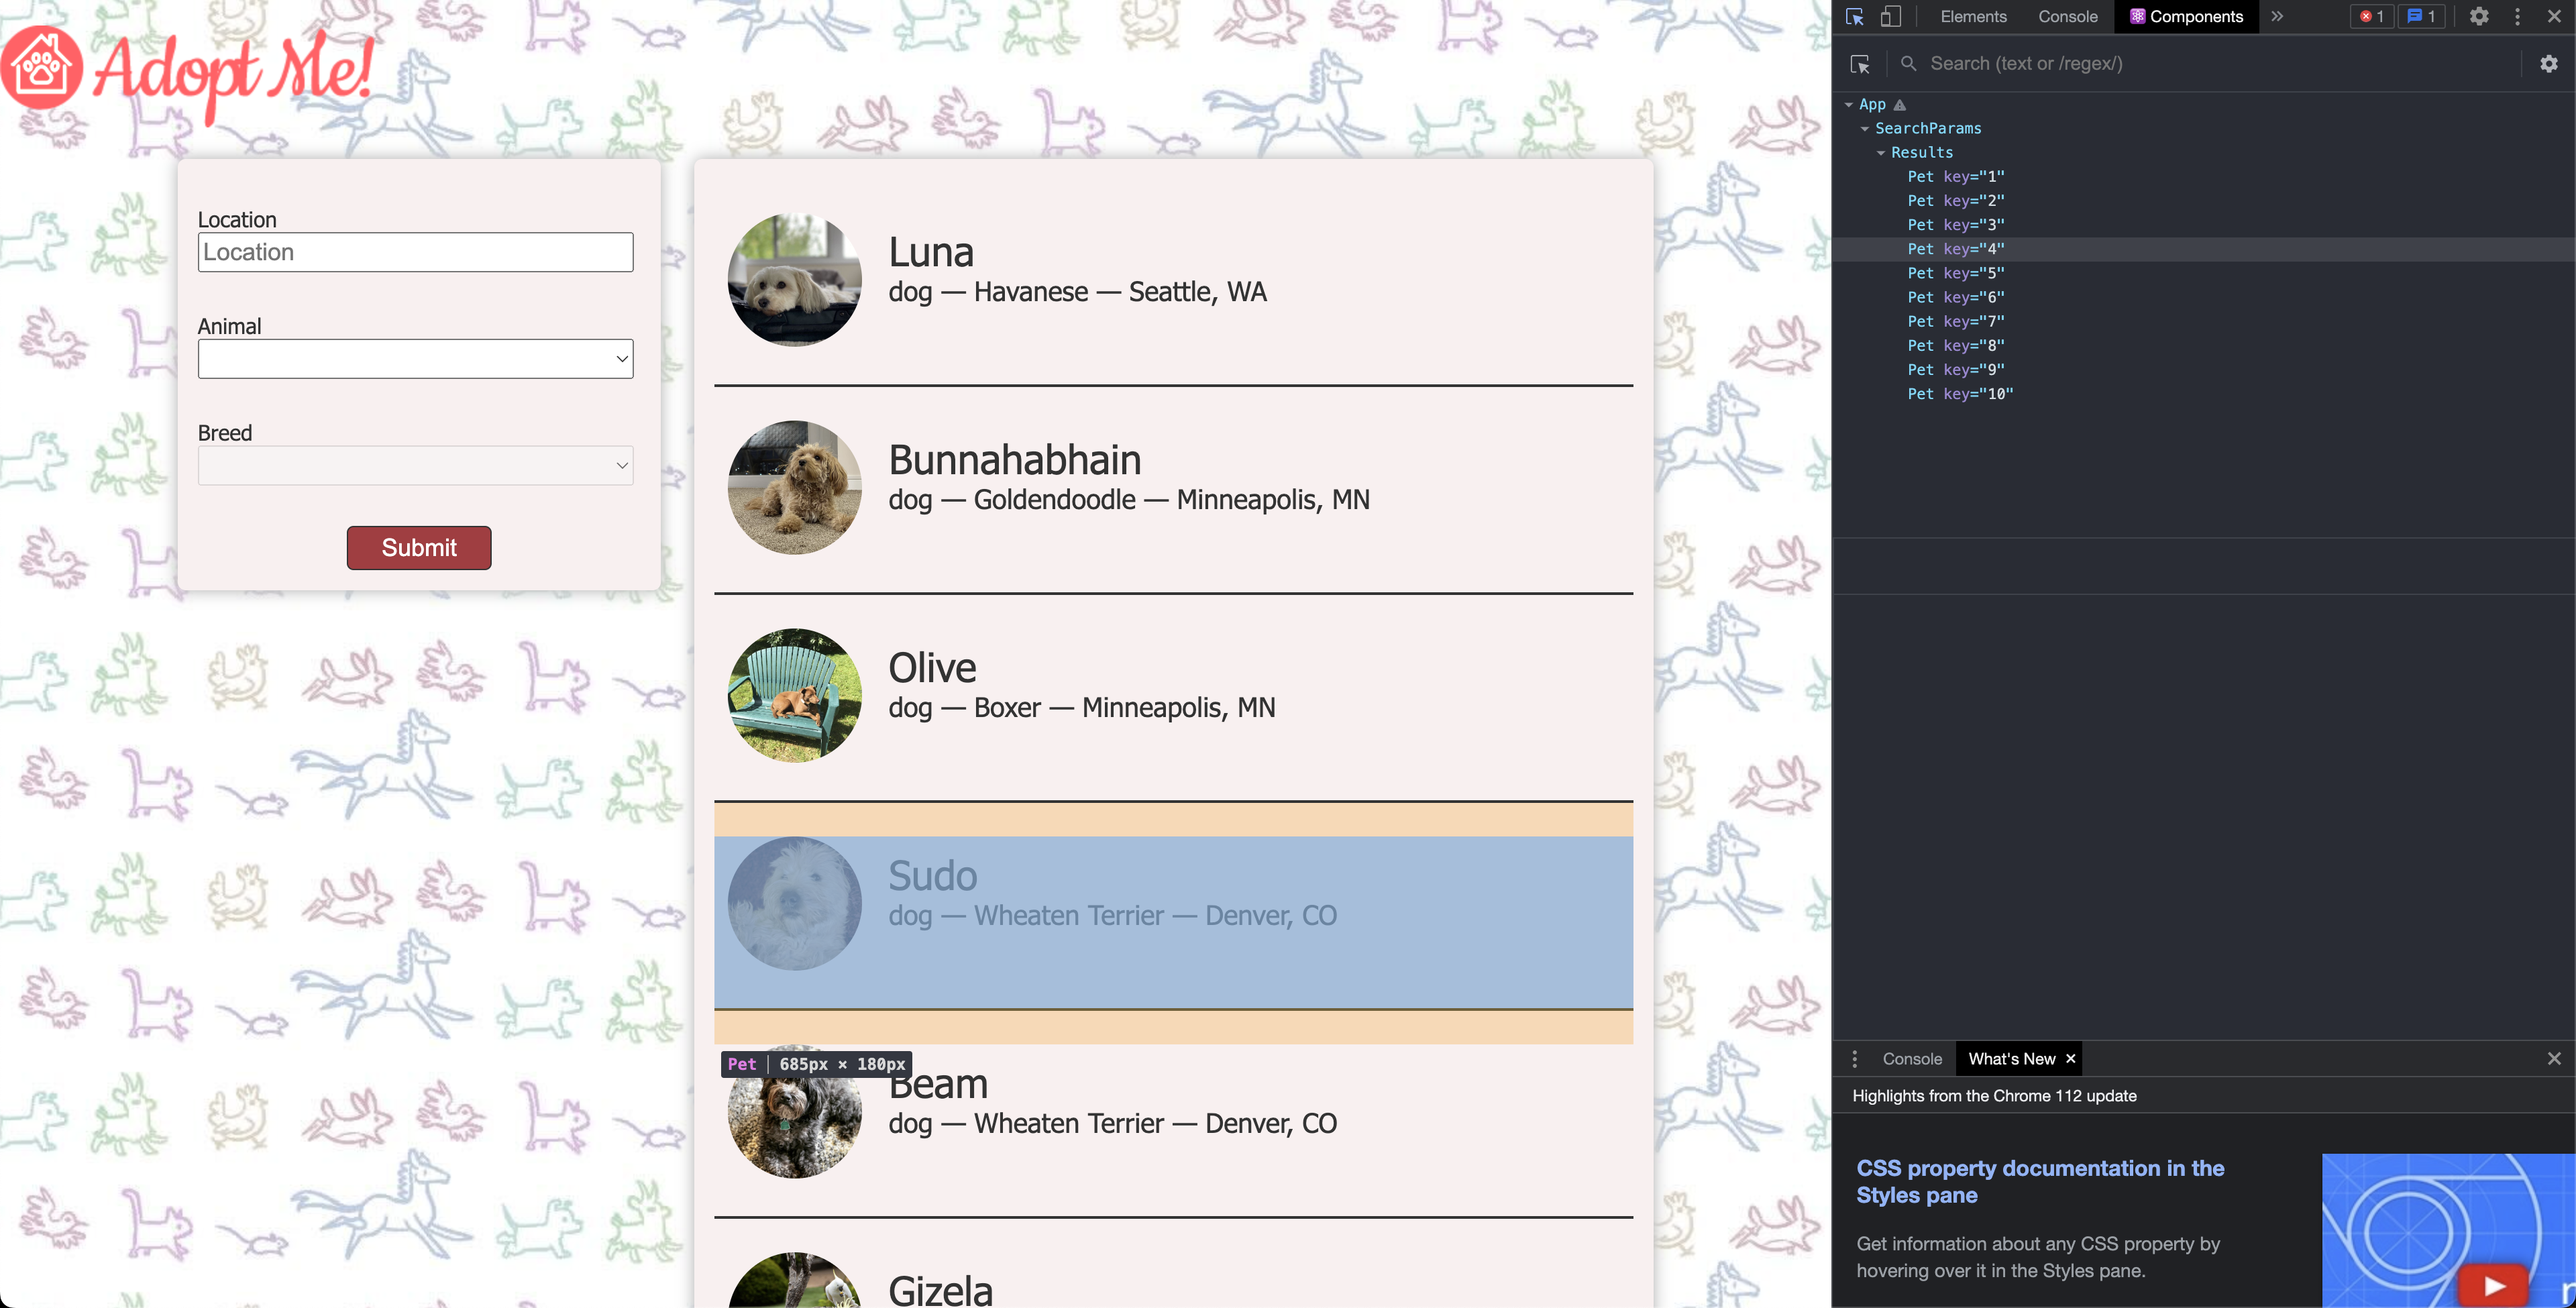 Adopt Me!
Location
Location
Animal
Breed
Submit
Luna
dog — Havanese — Seattle, WA
Bunnahabhain
dog — Goldendoodle — Minneapolis, MN
Olive
dog — Boxer — Minneapolis, MN
Sudo
dog — Wheaten Terrier — Denver, CO
Pet | 685px × 180px
Beam
dog — Wheaten Terrier — Denver, CO
Gizela
Elements Console Components » 1 1
Search (text or /regex/)
App
SearchParams
Results
Pet key="1"
Pet key="2"
Pet key="3"
Pet key="4"
Pet key="5"
Pet key="6"
Pet key="7"
Pet key="8"
Pet key="9"
Pet key="10"
Console What's New ×
Highlights from the Chrome 112 update
CSS property documentation in the
Styles pane
Get information about any CSS property by
hovering over it in the Styles pane.